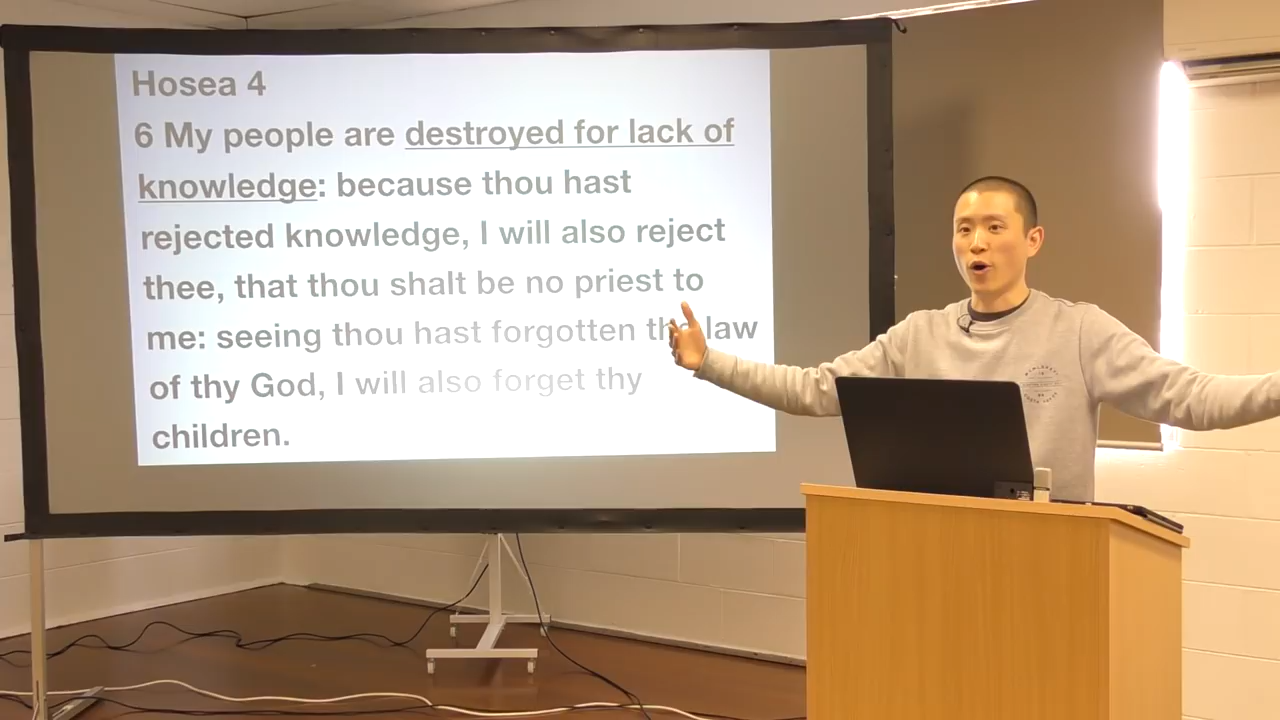 Hosea 4
6 My people are destroyed for lack of
knowledge: because thou hast
rejected knowledge, I will also reject
thee, that thou shalt be no priest to
me: seeing thou hast forgotten the law
of thy God, I will also forget thy
children.